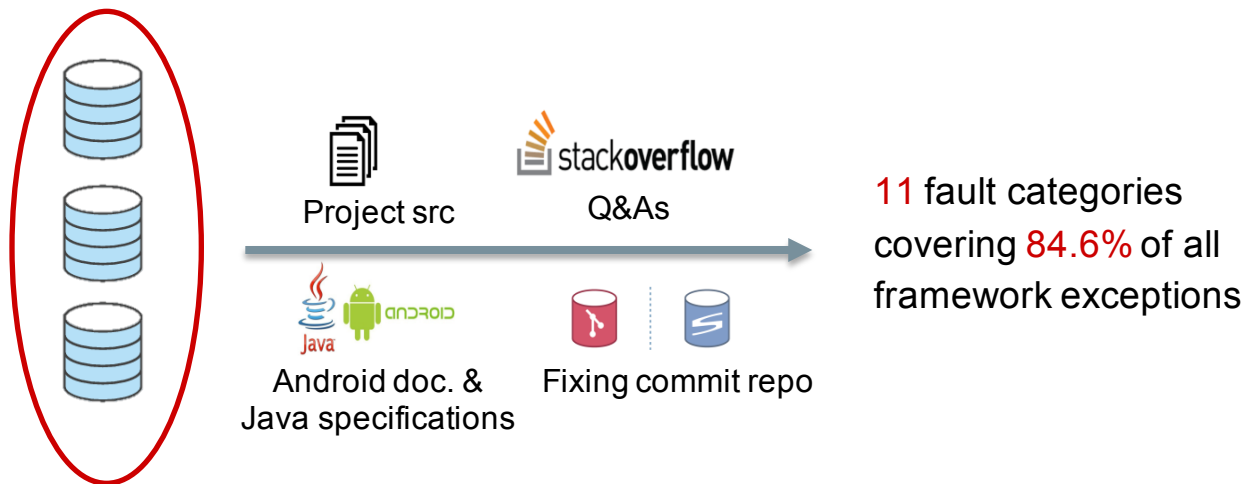 stackoverflow
Project src
Q&As
11 fault categories
covering 84.6% of all
framework exceptions
Java
ANDROID
Android doc. &
Java specifications
Fixing commit repo